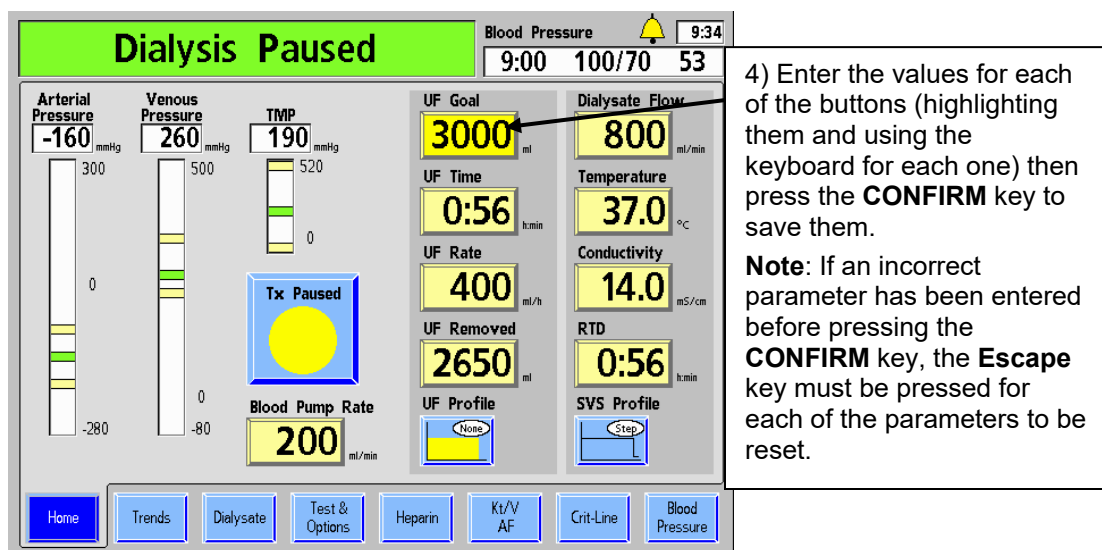 Dialysis Paused
Blood Pressure
9:34
9:00 100/70 53
Arterial
Pressure
-160 mmHg
300
0
-280
Venous
Pressure
260 mmHg
500
0
-80
TMP
190 mmHg
520
0
Tx Paused
Blood Pump Rate
200 ml/min
UF Goal
3000 ml
UF Time
0:56 h:min
UF Rate
400 ml/h
UF Removed
2650 ml
UF Profile
None
Dialysate Flow
800 ml/min
Temperature
37.0 °C
Conductivity
14.0 mS/cm
RTD
0:56 h:min
SVS Profile
Step
Home
Trends
Dialysate
Test &
Options
Heparin
Kt/V
AF
Crit-Line
Blood
Pressure
4) Enter the values for each
of the buttons (highlighting
them and using the
keyboard for each one) then
press the CONFIRM key to
save them.
Note: If an incorrect
parameter has been entered
before pressing the
CONFIRM key, the Escape
key must be pressed for
each of the parameters to be
reset.